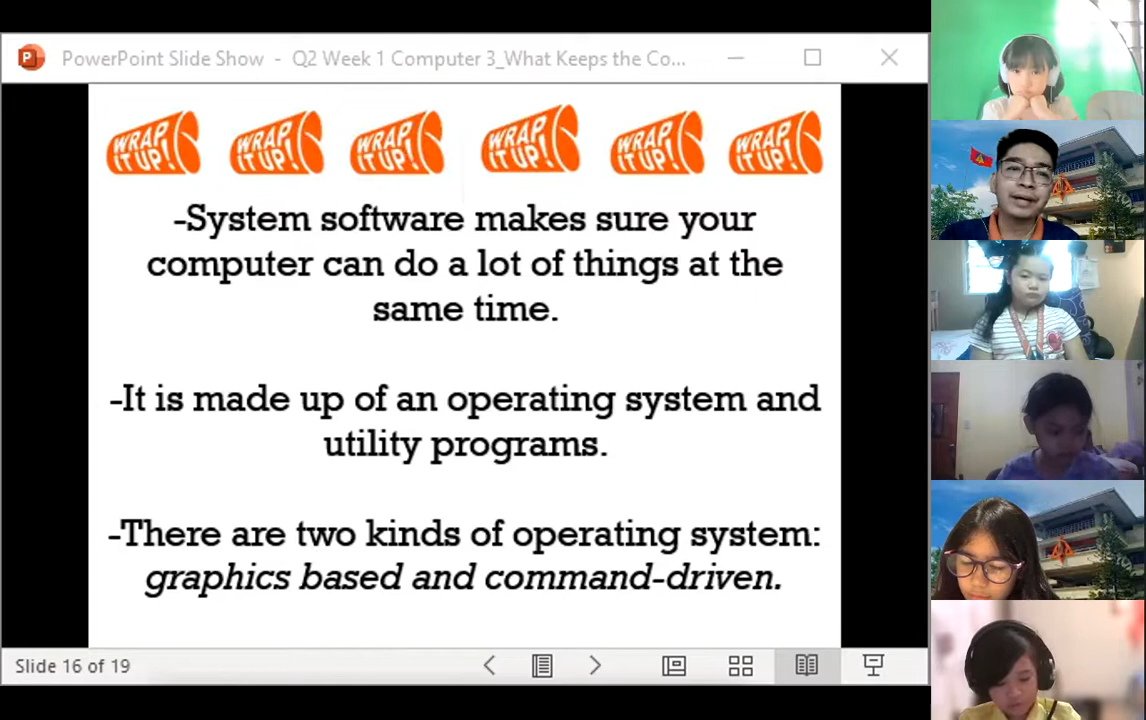 PowerPoint Slide Show - Q2 Week 1 Computer 3_What Keeps the Co...
WRAP IT UP! WRAP IT UP! WRAP IT UP! WRAP IT UP! WRAP IT UP! WRAP IT UP!
-System software makes sure your
computer can do a lot of things at the
same time.
-It is made up of an operating system and
utility programs.
-There are two kinds of operating system:
graphics based and command-driven.
Slide 16 of 19